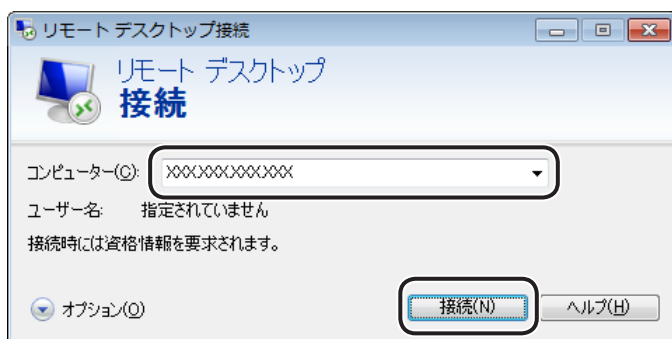 リモート デスクトップ接続
リモート デスクトップ
接続
コンピューター(C): XXX.XXX.XXX.XXX
ユーザー名: 指定されていません
接続時には資格情報を要求されます。
オプション(O) 接続(N) ヘルプ(H)